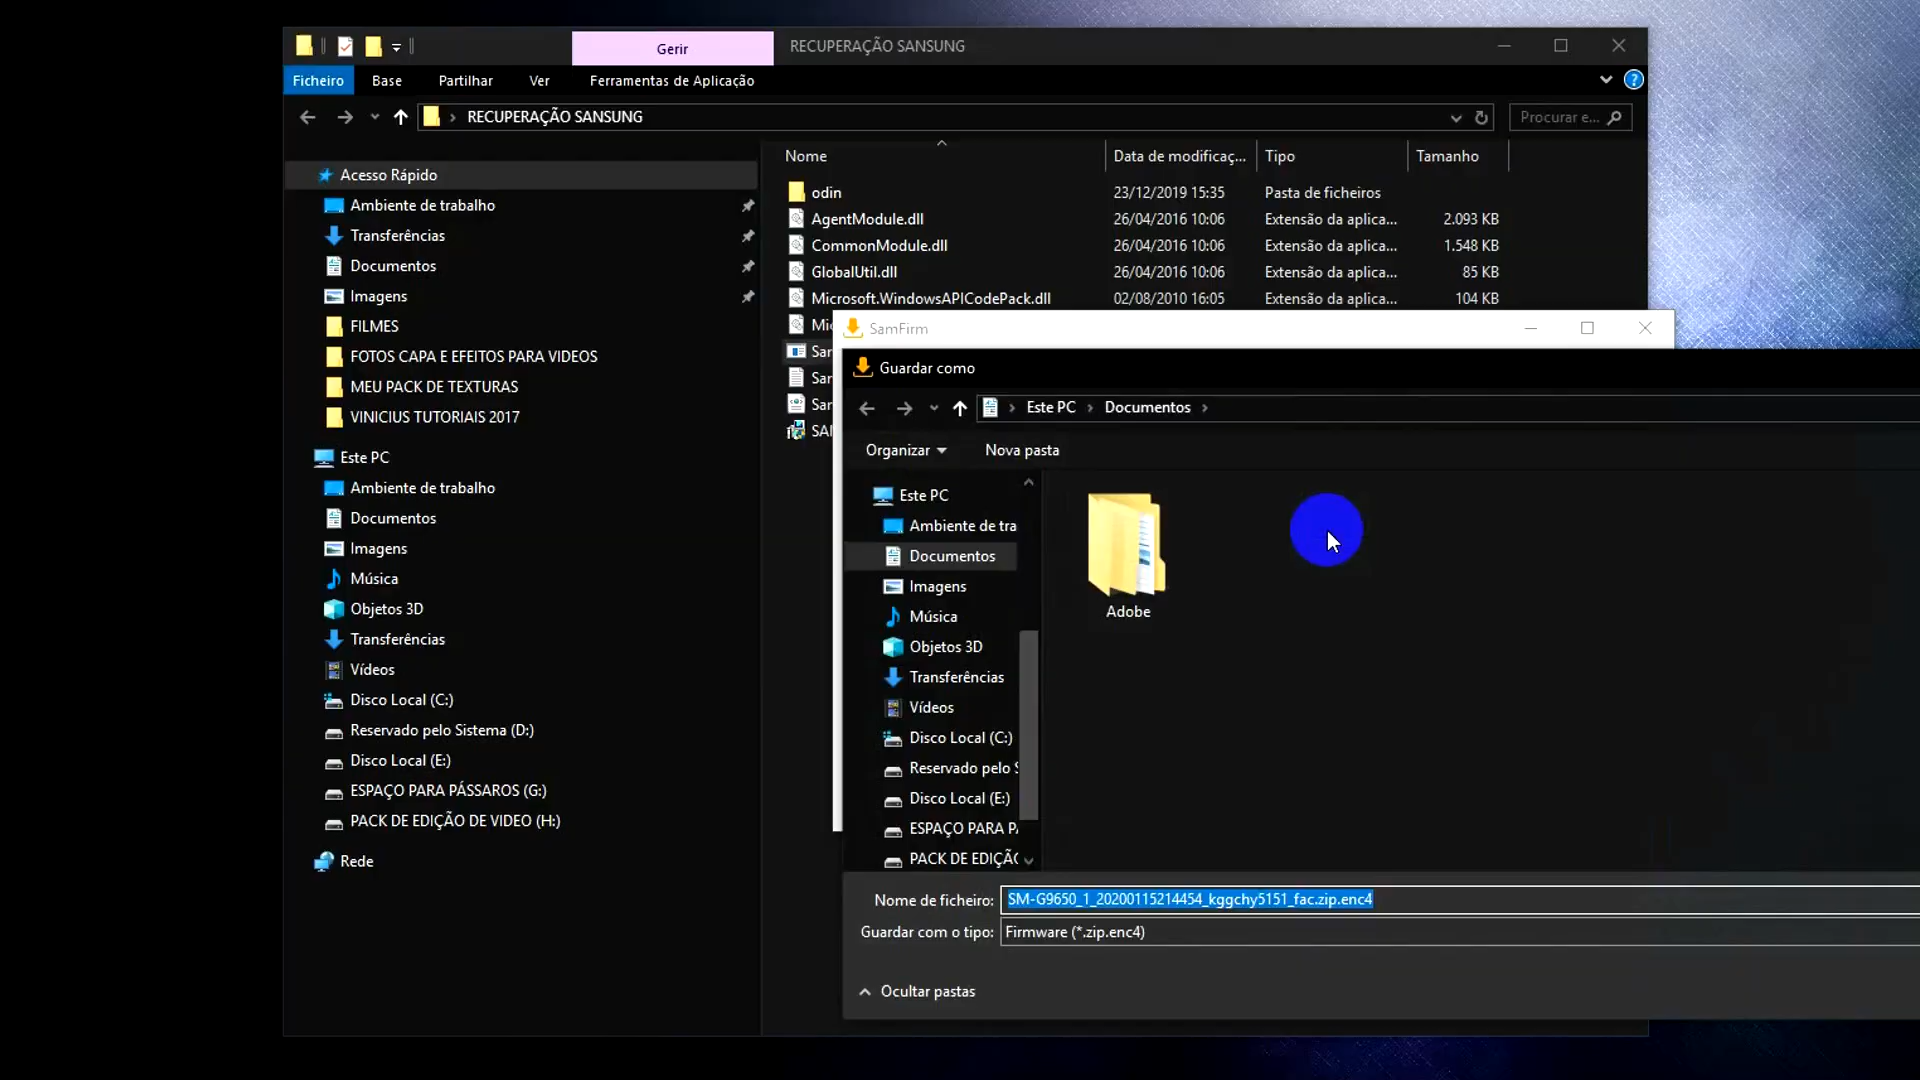 Gerir
RECUPERAÇÃO SANSUNG
Ficheiro Base Partilhar Ver Ferramentas de Aplicação
RECUPERAÇÃO SANSUNG
Procurar e...
Acesso Rápido
Ambiente de trabalho
Transferências
Documentos
Imagens
FILMES
FOTOS CAPA E EFEITOS PARA VIDEOS
MEU PACK DE TEXTURAS
VINICIUS TUTORIAIS 2017
Este PC
Ambiente de trabalho
Documentos
Imagens
Música
Objetos 3D
Transferências
Vídeos
Disco Local (C:)
Reservado pelo Sistema (D:)
Disco Local (E:)
ESPAÇO PARA PÁSSAROS (G:)
PACK DE EDIÇÃO DE VIDEO (H:)
Rede
Nome Data de modificaç... Tipo Tamanho
odin 23/12/2019 15:35 Pasta de ficheiros
AgentModule.dll 26/04/2016 10:06 Extensão da aplica... 2.093 KB
CommonModule.dll 26/04/2016 10:06 Extensão da aplica... 1.548 KB
GlobalUtil.dll 26/04/2016 10:06 Extensão da aplica... 85 KB
Microsoft.WindowsAPICodePack.dll 02/08/2010 16:05 Extensão da aplica... 104 KB
SamFirm
Guardar como
Este PC Documentos
Organizar Nova pasta
Este PC
Ambiente de tra
Documentos
Imagens
Música
Objetos 3D
Transferências
Vídeos
Disco Local (C:)
Reservado pelo S
Disco Local (E:)
ESPAÇO PARA PÁ
PACK DE EDIÇÃO
Adobe
Nome de ficheiro: SM-G9650_1_20200115214454_kggchy5151_fac.zip.enc4
Guardar com o tipo: Firmware (*.zip.enc4)
Ocultar pastas